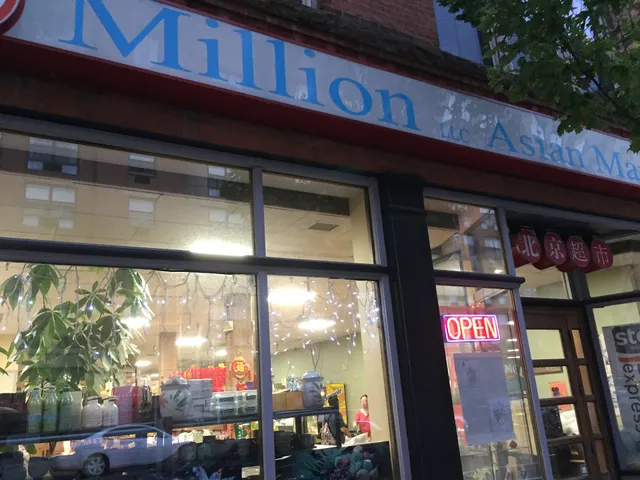 Million LLC Asian Ma
北京超市
OPEN
sto
express